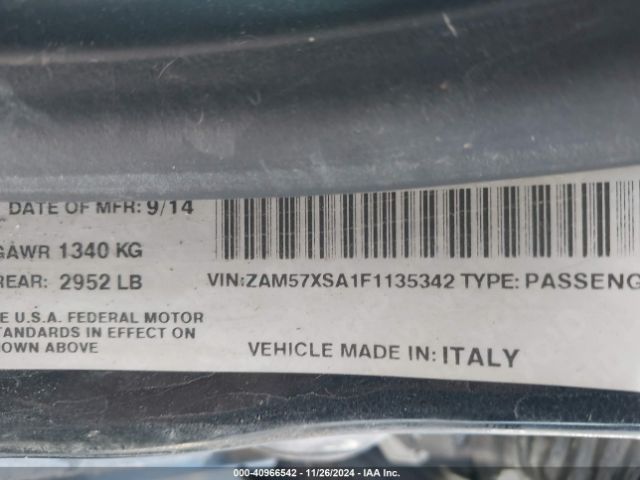 DATE OF MFR: 9/14
GAWR 1340 KG
REAR: 2952 LB
VIN:ZAM57XSA1F1135342 TYPE: PASSENG
E U.S.A. FEDERAL MOTOR
TANDARDS IN EFFECT ON
OWN ABOVE
VEHICLE MADE IN: ITALY
000-40966542 - 11/26/2024 - IAA Inc.